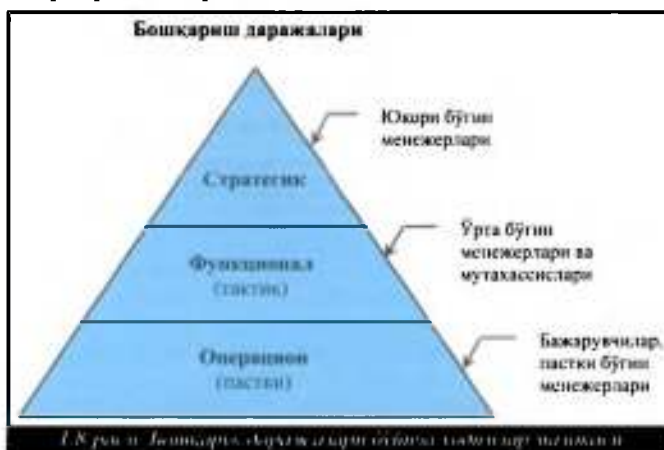 Бошқариш даражалари
Юқори бўғин
менежерлари
Стратегик
Ўрта бўғин
менежерлари ва
мутахассислари
Функционал
(тактик)
Бажарувчилар,
пастки бўғин
менежерлари
Операцион
(пастки)